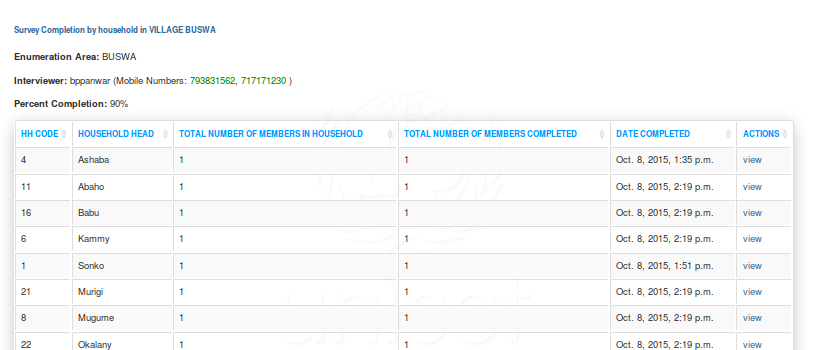 Survey Completion by household in VILLAGE BUSWA
Enumeration Area: BUSWA
Interviewer: bppanwar (Mobile Numbers: 793831562, 717171230 )
Percent Completion: 90%
HH CODE HOUSEHOLD HEAD TOTAL NUMBER OF MEMBERS IN HOUSEHOLD TOTAL NUMBER OF MEMBERS COMPLETED DATE COMPLETED ACTIONS
4 Ashaba 1 1 Oct. 8, 2015, 1:35 p.m. view
11 Abaho 1 1 Oct. 8, 2015, 2:19 p.m. view
16 Babu 1 1 Oct. 8, 2015, 2:19 p.m. view
6 Kammy 1 1 Oct. 8, 2015, 2:19 p.m. view
1 Sonko 1 1 Oct. 8, 2015, 1:51 p.m. view
21 Murigi 1 1 Oct. 8, 2015, 2:19 p.m. view
8 Mugume 1 1 Oct. 8, 2015, 2:19 p.m. view
22 Okalany 1 1 Oct. 8, 2015, 2:19 p.m. view